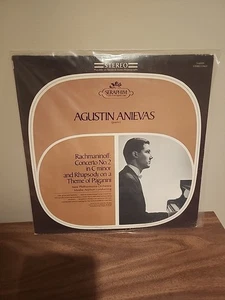 STEREO
SERAPHIM
AGUSTIN ANIEVAS
Rachmaninoff
Concerto No.2
in C minor
and Rhapsody on a
Theme of Paganini